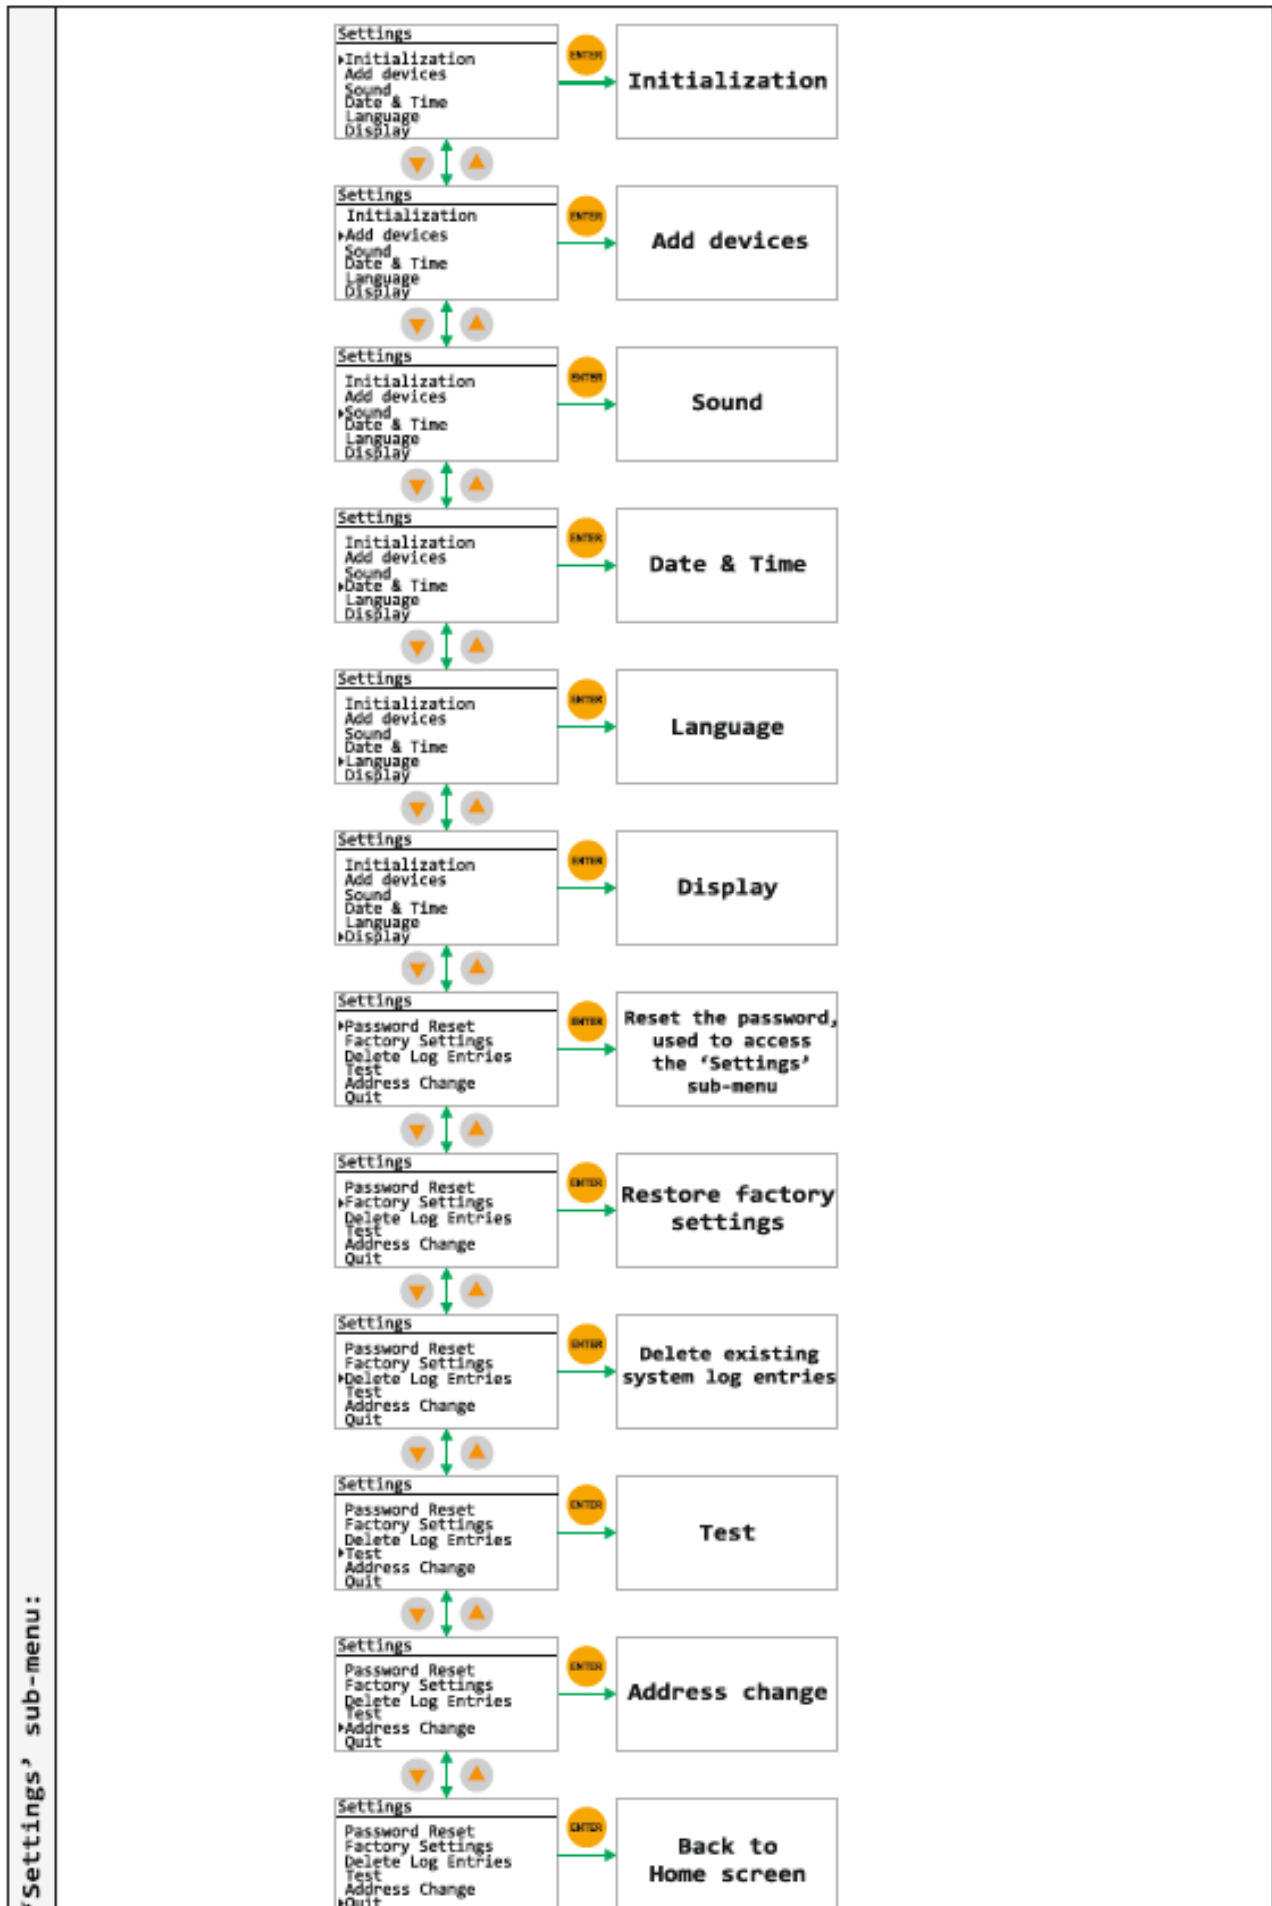 Settings
▸Initialization
Add devices
Sound
Date & Time
Language
Display
ENTER
Initialization
Settings
Initialization
▸Add devices
Sound
Date & Time
Language
Display
ENTER
Add devices
Settings
Initialization
Add devices
▸Sound
Date & Time
Language
Display
ENTER
Sound
Settings
Initialization
Add devices
Sound
▸Date & Time
Language
Display
ENTER
Date & Time
Settings
Initialization
Add devices
Sound
Date & Time
▸Language
Display
ENTER
Language
Settings
Initialization
Add devices
Sound
Date & Time
Language
▸Display
ENTER
Display
Settings
▸Password Reset
Factory Settings
Delete Log Entries
Test
Address Change
Quit
ENTER
Reset the password,
used to access
the ‘Settings’
sub-menu
Settings
Password Reset
▸Factory Settings
Delete Log Entries
Test
Address Change
Quit
ENTER
Restore factory
settings
Settings
Password Reset
Factory Settings
▸Delete Log Entries
Test
Address Change
Quit
ENTER
Delete existing
system log entries
Settings
Password Reset
Factory Settings
Delete Log Entries
▸Test
Address Change
Quit
ENTER
Test
Settings
Password Reset
Factory Settings
Delete Log Entries
Test
▸Address Change
Quit
ENTER
Address change
Settings
Password Reset
Factory Settings
Delete Log Entries
Test
Address Change
▸Quit
ENTER
Back to
Home screen
‘Settings’ sub-menu: